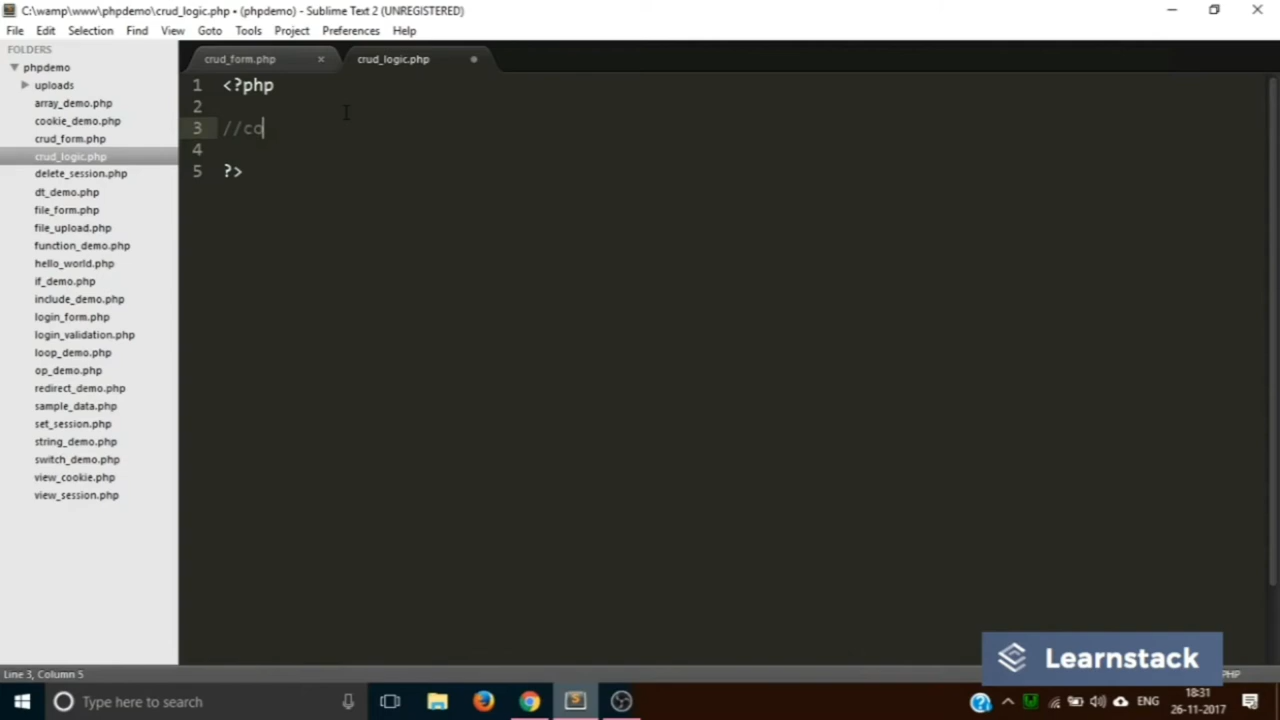 C:\wamp\www\phpdemo\crud_logic.php • (phpdemo) - Sublime Text 2 (UNREGISTERED)
File Edit Selection Find View Goto Tools Project Preferences Help
FOLDERS
phpdemo
uploads
array_demo.php
cookie_demo.php
crud_form.php
crud_logic.php
delete_session.php
dt_demo.php
file_form.php
file_upload.php
function_demo.php
hello_world.php
if_demo.php
include_demo.php
login_form.php
login_validation.php
loop_demo.php
op_demo.php
redirect_demo.php
sample_data.php
set_session.php
string_demo.php
switch_demo.php
view_cookie.php
view_session.php
crud_form.php × crud_logic.php
1 <?php
2
3 //co
4
5 ?>
Learnstack
Line 3, Column 5 PHP
Type here to search
ENG
18:31
26-11-2017